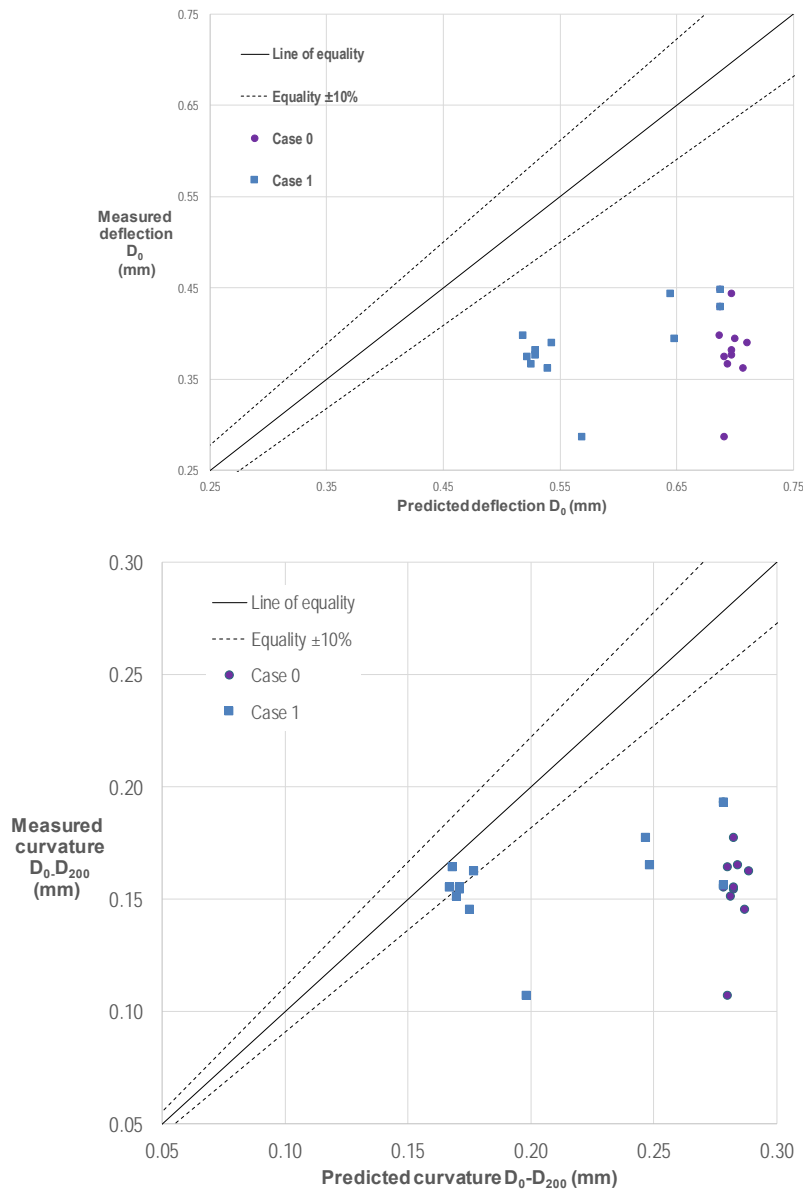 0.75
0.65
0.55
0.45
0.35
0.25
Measured
deflection
D0
(mm)
Line of equality
Equality ±10%
Case 0
Case 1
0.25 0.35 0.45 0.55 0.65 0.75
Predicted deflection D0 (mm)
0.30
0.25
0.20
0.15
0.10
0.05
Measured
curvature
D0-D200
(mm)
Line of equality
Equality ±10%
Case 0
Case 1
0.05 0.10 0.15 0.20 0.25 0.30
Predicted curvature D0-D200 (mm)